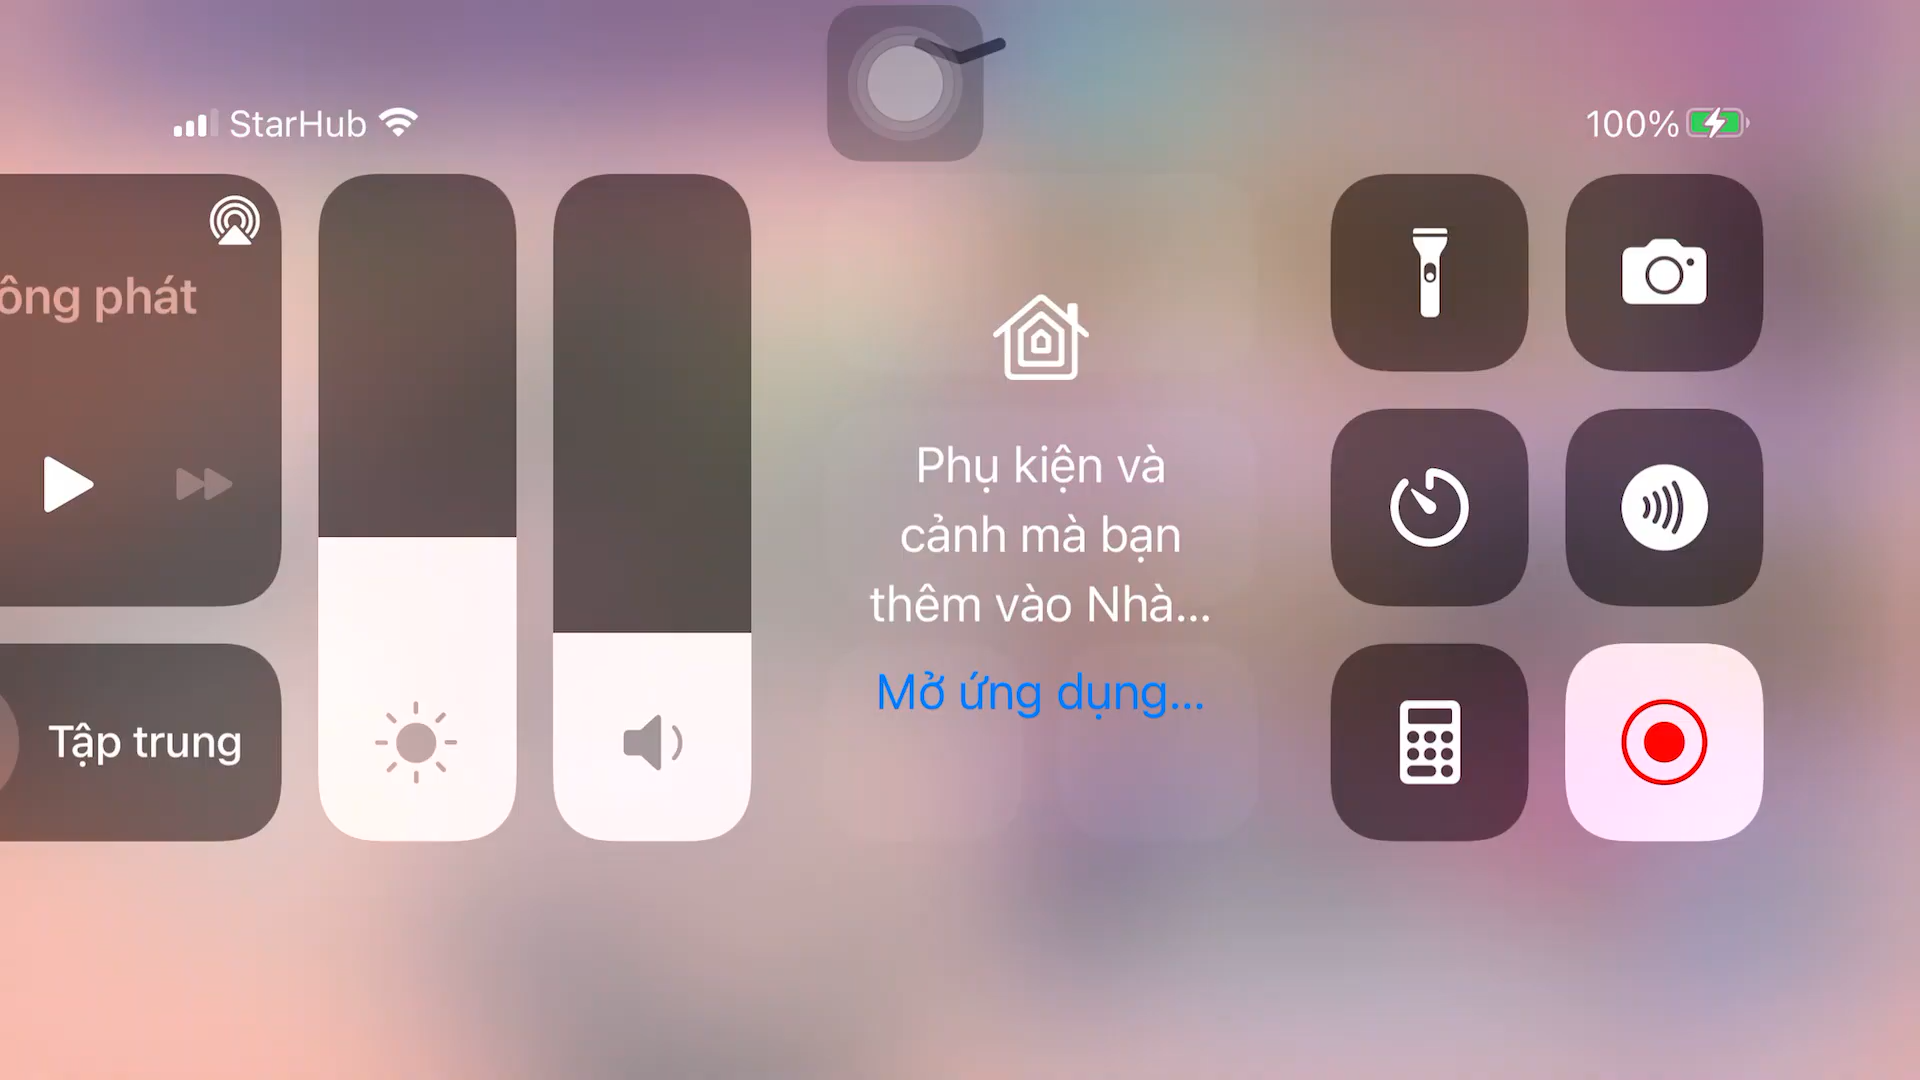 StarHub
100%
ông phát
Phụ kiện và
cảnh mà bạn
thêm vào Nhà...
Mở ứng dụng...
Tập trung